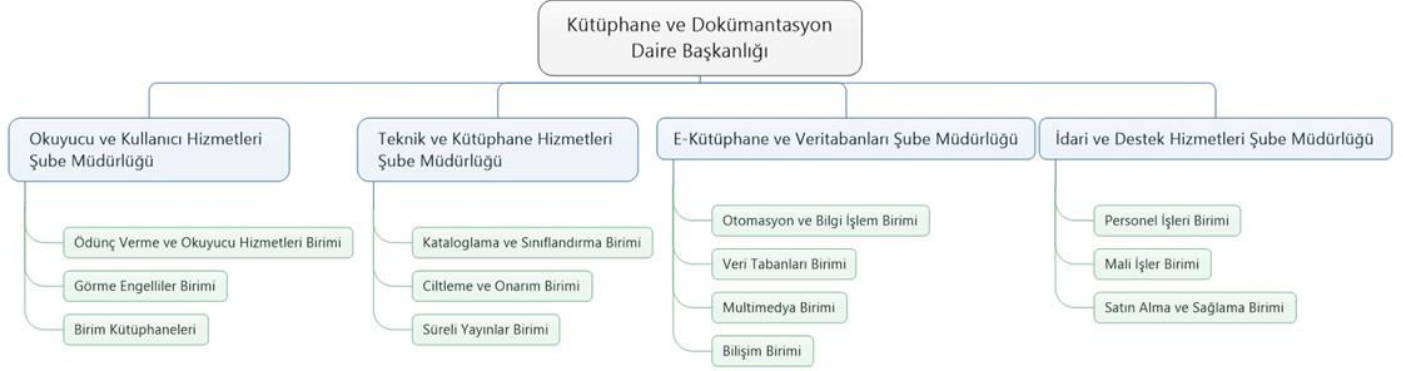 Kütüphane ve Dokümantasyon
Daire Başkanlığı
Okuyucu ve Kullanıcı Hizmetleri
Şube Müdürlüğü
Ödünç Verme ve Okuyucu Hizmetleri Birimi
Görme Engelliler Birimi
Birim Kütüphaneleri
Teknik ve Kütüphane Hizmetleri
Şube Müdürlüğü
Kataloglama ve Sınıflandırma Birimi
Ciltleme ve Onarım Birimi
Süreli Yayınlar Birimi
E-Kütüphane ve Veritabanları Şube Müdürlüğü
Otomasyon ve Bilgi İşlem Birimi
Veri Tabanları Birimi
Multimedya Birimi
Bilişim Birimi
İdari ve Destek Hizmetleri Şube Müdürlüğü
Personel İşleri Birimi
Mali İşler Birimi
Satın Alma ve Sağlama Birimi